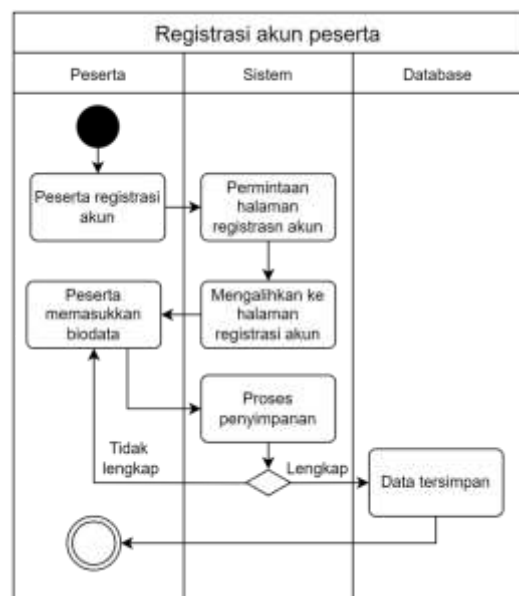 Registrasi akun peserta
Peserta
Sistem
Database
Peserta registrasi
akun
Permintaan
halaman
registrasn akun
Peserta
memasukkan
biodata
Mengalihkan ke
halaman
registrasi akun
Proses
penyimpanan
Tidak
lengkap
Lengkap
Data tersimpan